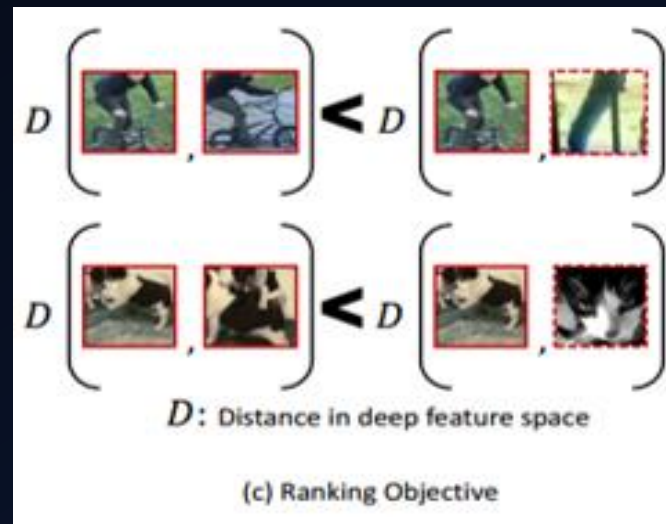 D ( , ) < D ( , )
D ( , ) < D ( , )
D: Distance in deep feature space
(c) Ranking Objective